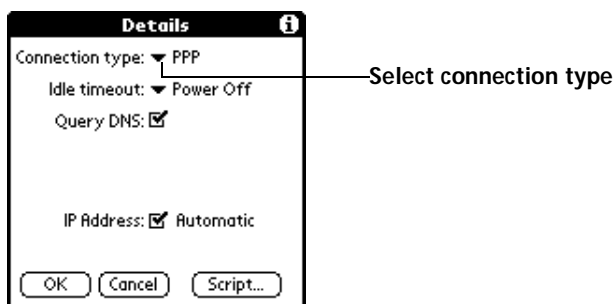 Details
Connection type: PPP
Select connection type
Idle timeout: Power Off
Query DNS:
IP Address: Automatic
OK Cancel Script...